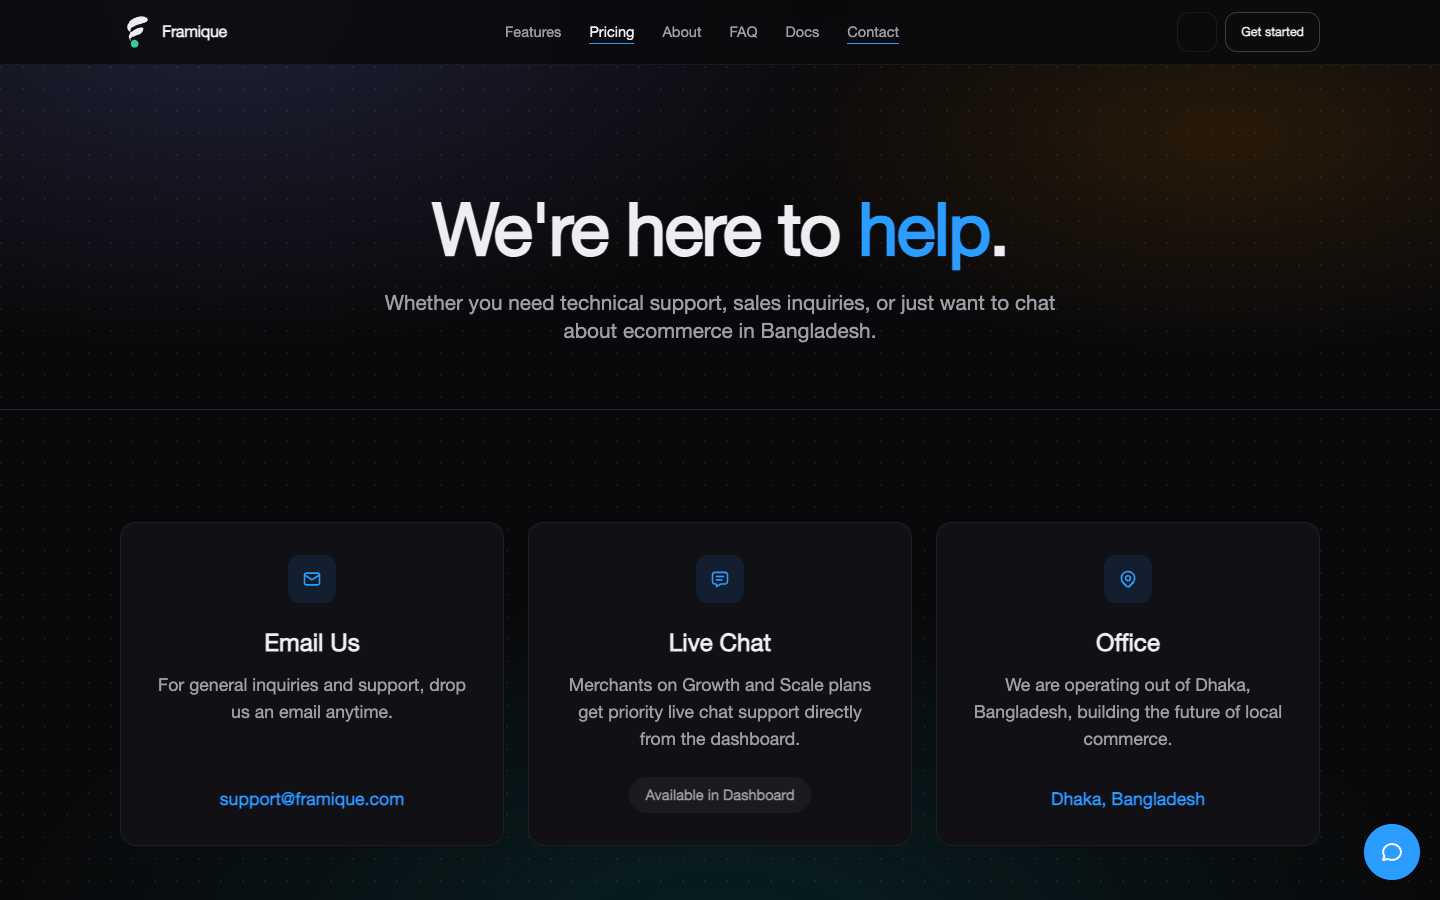 Framique
Features
Pricing
About
FAQ
Docs
Contact
Get started
We're here to help.
Whether you need technical support, sales inquiries, or just want to chat
about ecommerce in Bangladesh.
Email Us
For general inquiries and support, drop
us an email anytime.
support@framique.com
Live Chat
Merchants on Growth and Scale plans
get priority live chat support directly
from the dashboard.
Available in Dashboard
Office
We are operating out of Dhaka,
Bangladesh, building the future of local
commerce.
Dhaka, Bangladesh